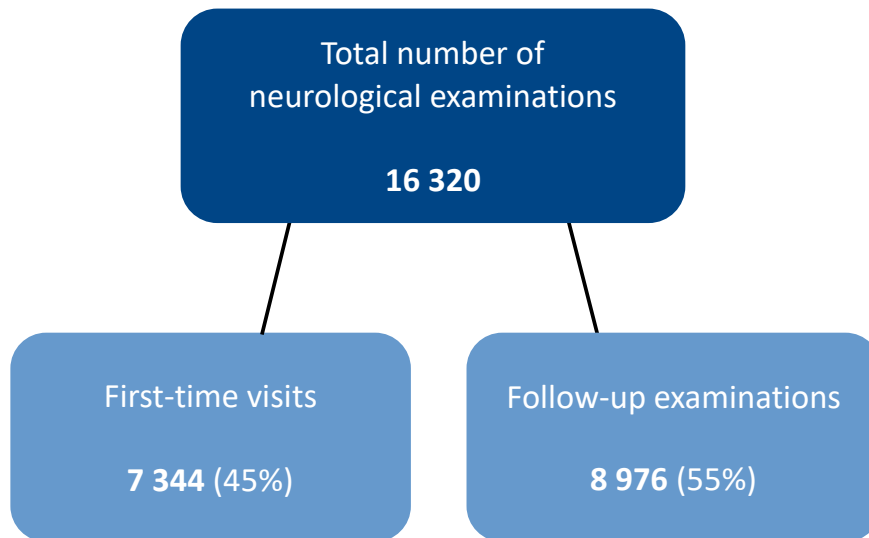 Total number of
neurological examinations
16 320
First-time visits
7 344 (45%)
Follow-up examinations
8 976 (55%)